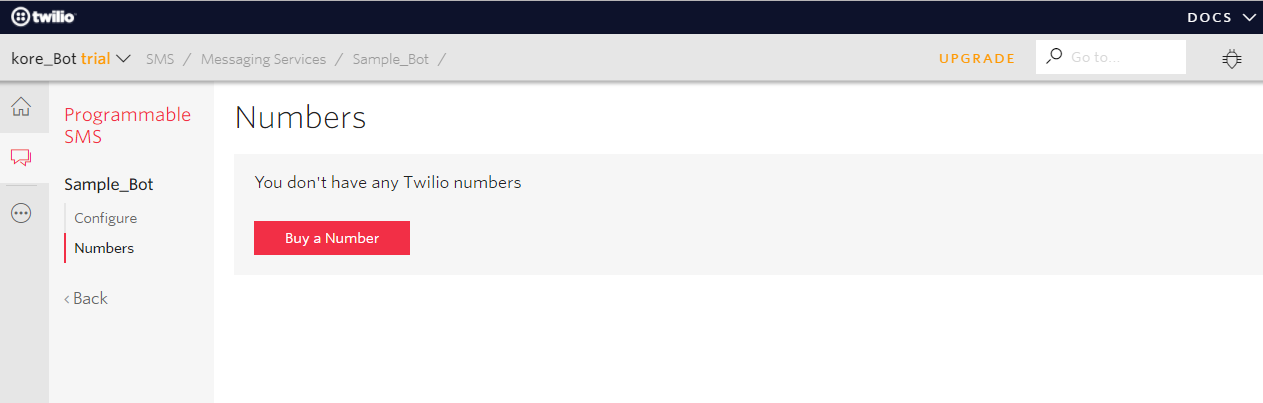 twilio
DOCS
kore_Bot trial SMS / Messaging Services / Sample_Bot /
UPGRADE
Go to...
Programmable
SMS
Sample_Bot
Configure
Numbers
‹ Back
Numbers
You don't have any Twilio numbers
Buy a Number